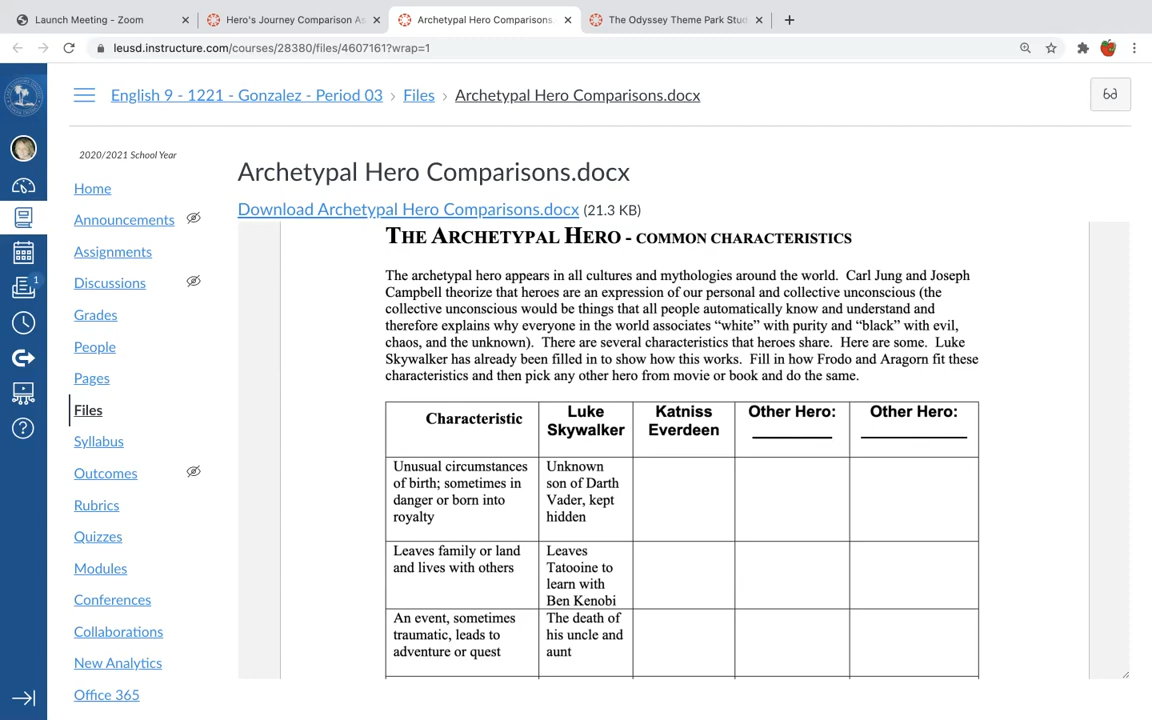 Launch Meeting - Zoom
Hero's Journey Comparison As
Archetypal Hero Comparisons.
The Odyssey Theme Park Stud
leusd.instructure.com/courses/28380/files/4607161?wrap=1
English 9 - 1221 - Gonzalez - Period 03 › Files › Archetypal Hero Comparisons.docx
2020/2021 School Year
Home
Announcements
Assignments
Discussions
1
Grades
People
Pages
Files
Syllabus
Outcomes
Rubrics
Quizzes
Modules
Conferences
Collaborations
New Analytics
Office 365
Archetypal Hero Comparisons.docx
Download Archetypal Hero Comparisons.docx (21.3 KB)
THE ARCHETYPAL HERO - COMMON CHARACTERISTICS
The archetypal hero appears in all cultures and mythologies around the world. Carl Jung and Joseph
Campbell theorize that heroes are an expression of our personal and collective unconscious (the
collective unconscious would be things that all people automatically know and understand and
therefore explains why everyone in the world associates “white” with purity and “black” with evil,
chaos, and the unknown). There are several characteristics that heroes share. Here are some. Luke
Skywalker has already been filled in to show how this works. Fill in how Frodo and Aragorn fit these
characteristics and then pick any other hero from movie or book and do the same.
Characteristic
Luke
Skywalker
Katniss
Everdeen
Other Hero:
Other Hero:
Unusual circumstances
of birth; sometimes in
danger or born into
royalty
Unknown
son of Darth
Vader, kept
hidden
Leaves family or land
and lives with others
Leaves
Tatooine to
learn with
Ben Kenobi
An event, sometimes
traumatic, leads to
adventure or quest
The death of
his uncle and
aunt